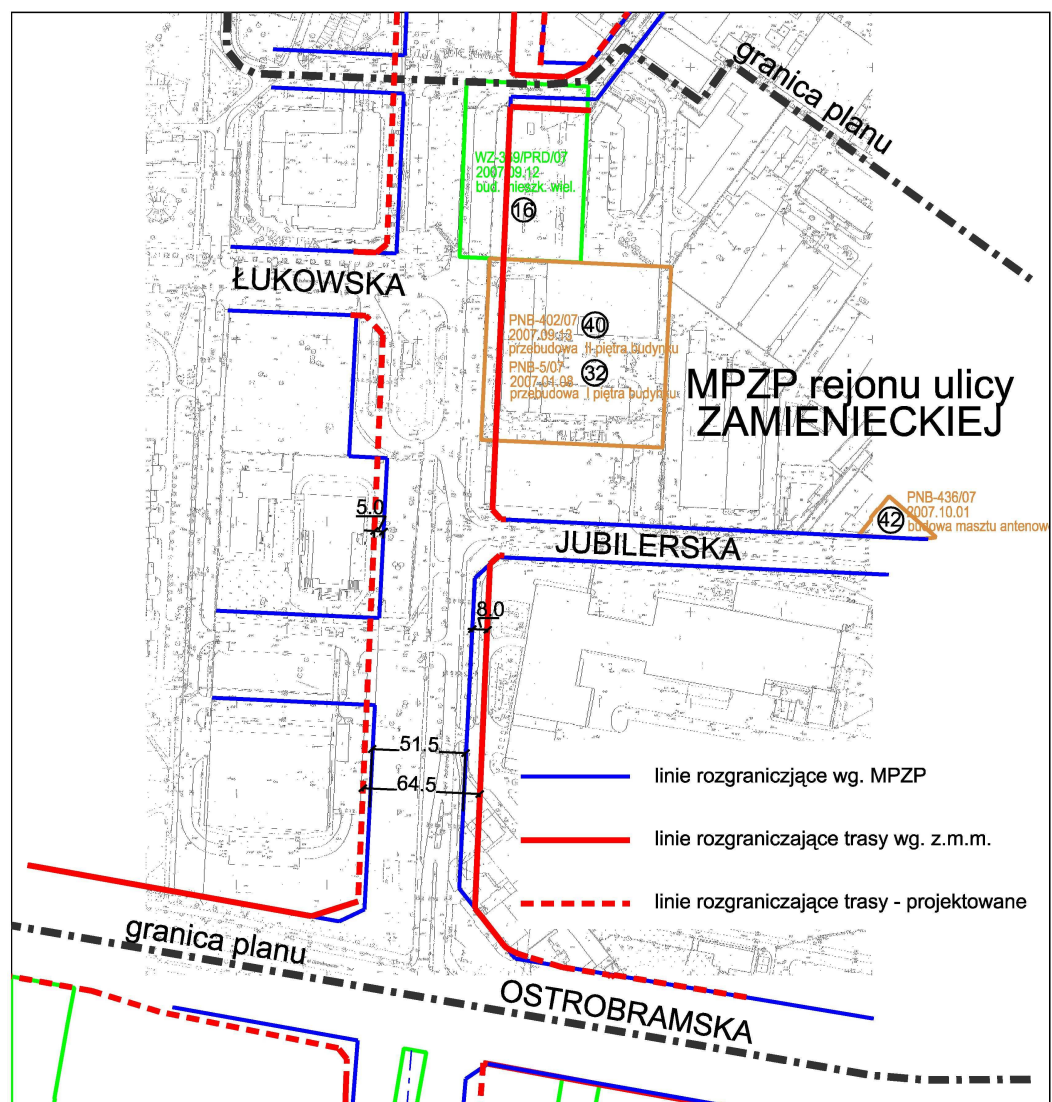 granica planu
WZ-369/PRD/07
2007.09.12
bud. mieszk. wiel.
16
ŁUKOWSKA
PNB-402/07
40
2007.09.13
przebudowa II piętra budynku
PNB-5/07
32
2007.01.08
przebudowa I piętra budynku
MPZP rejonu ulicy
ZAMIENIECKIEJ
5.0
PNB-436/07
2007.10.01
42
budowa masztu antenowe
JUBILERSKA
8.0
51.5
64.5
linie rozgraniczjące wg. MPZP
linie rozgraniczające trasy wg. z.m.m.
linie rozgraniczające trasy - projektowane
granica planu
OSTROBRAMSKA